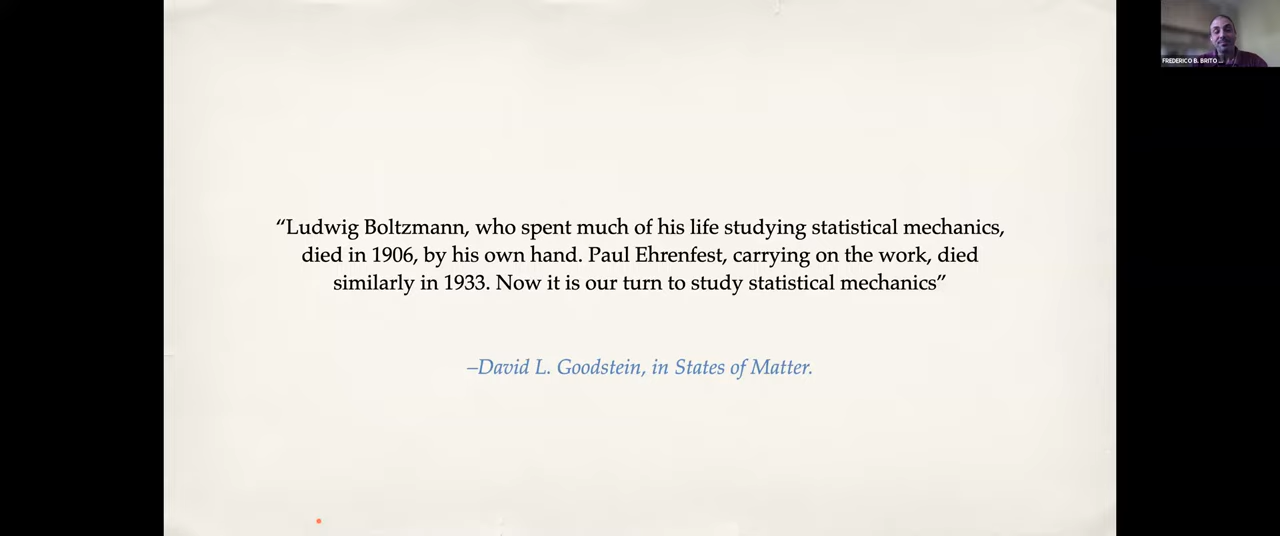 FREDERICO B. BRITO ...
“Ludwig Boltzmann, who spent much of his life studying statistical mechanics,
died in 1906, by his own hand. Paul Ehrenfest, carrying on the work, died
similarly in 1933. Now it is our turn to study statistical mechanics”
–David L. Goodstein, in States of Matter.